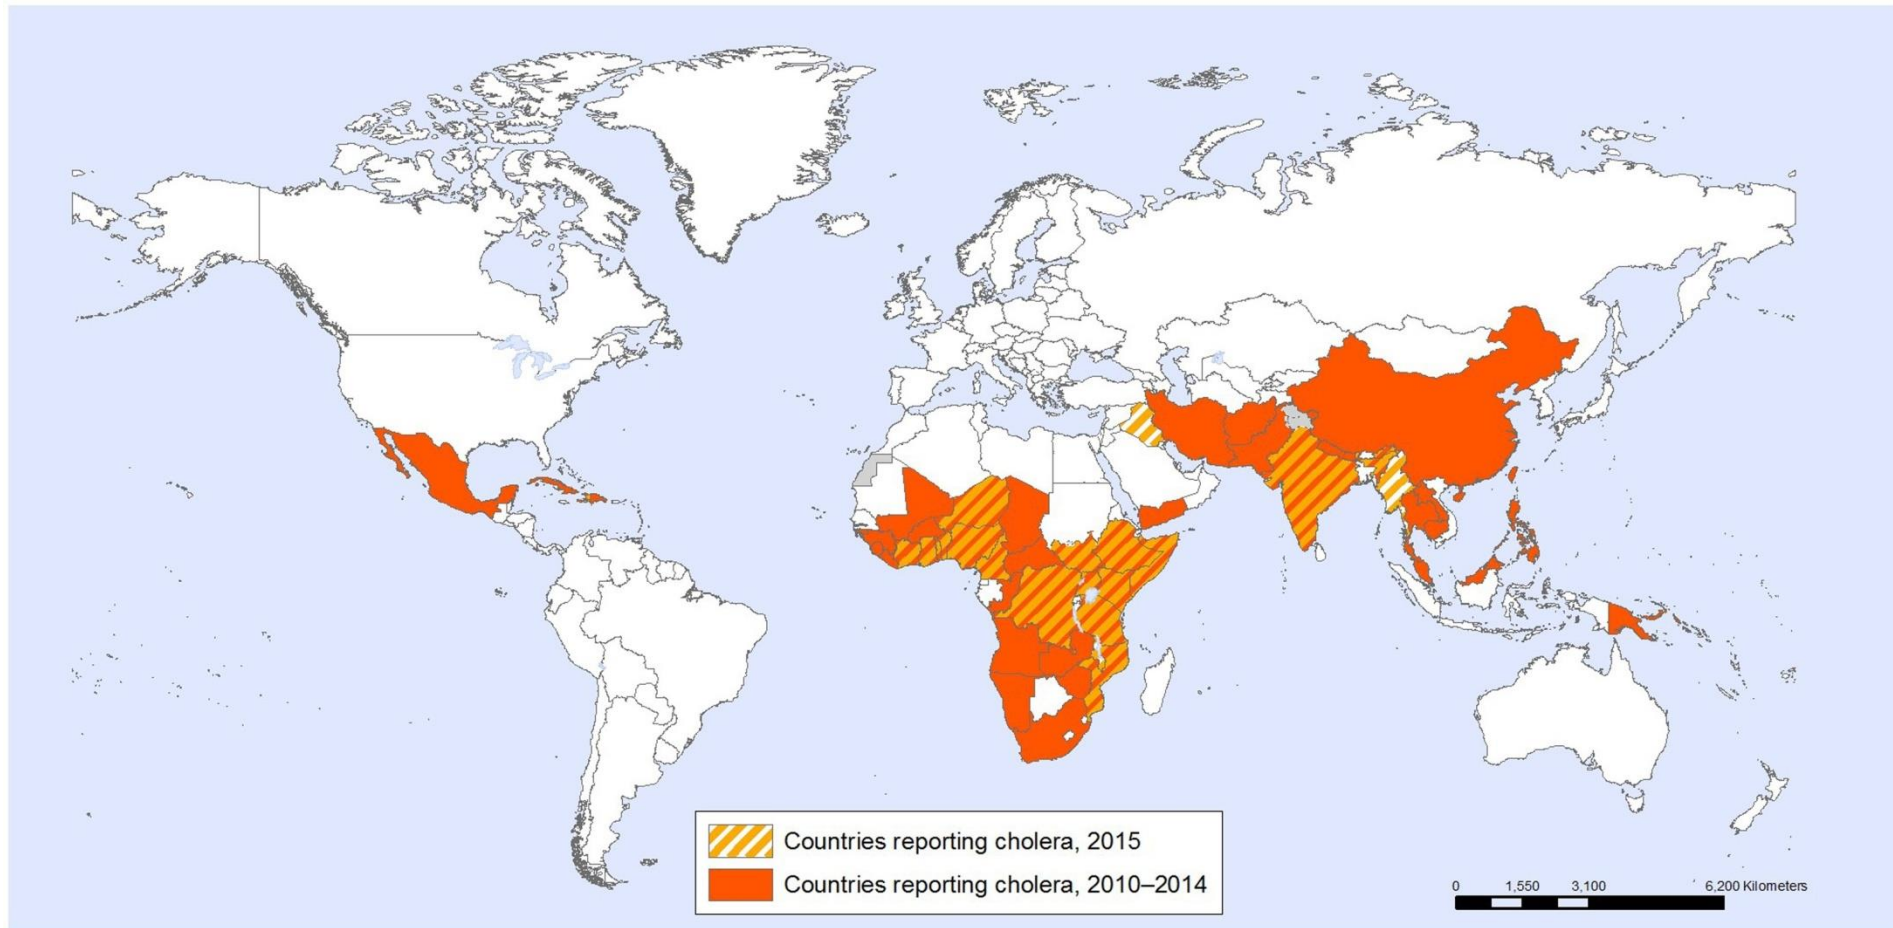 Countries reporting cholera, 2015
Countries reporting cholera, 2010–2014
0 1,550 3,100 6,200 Kilometers